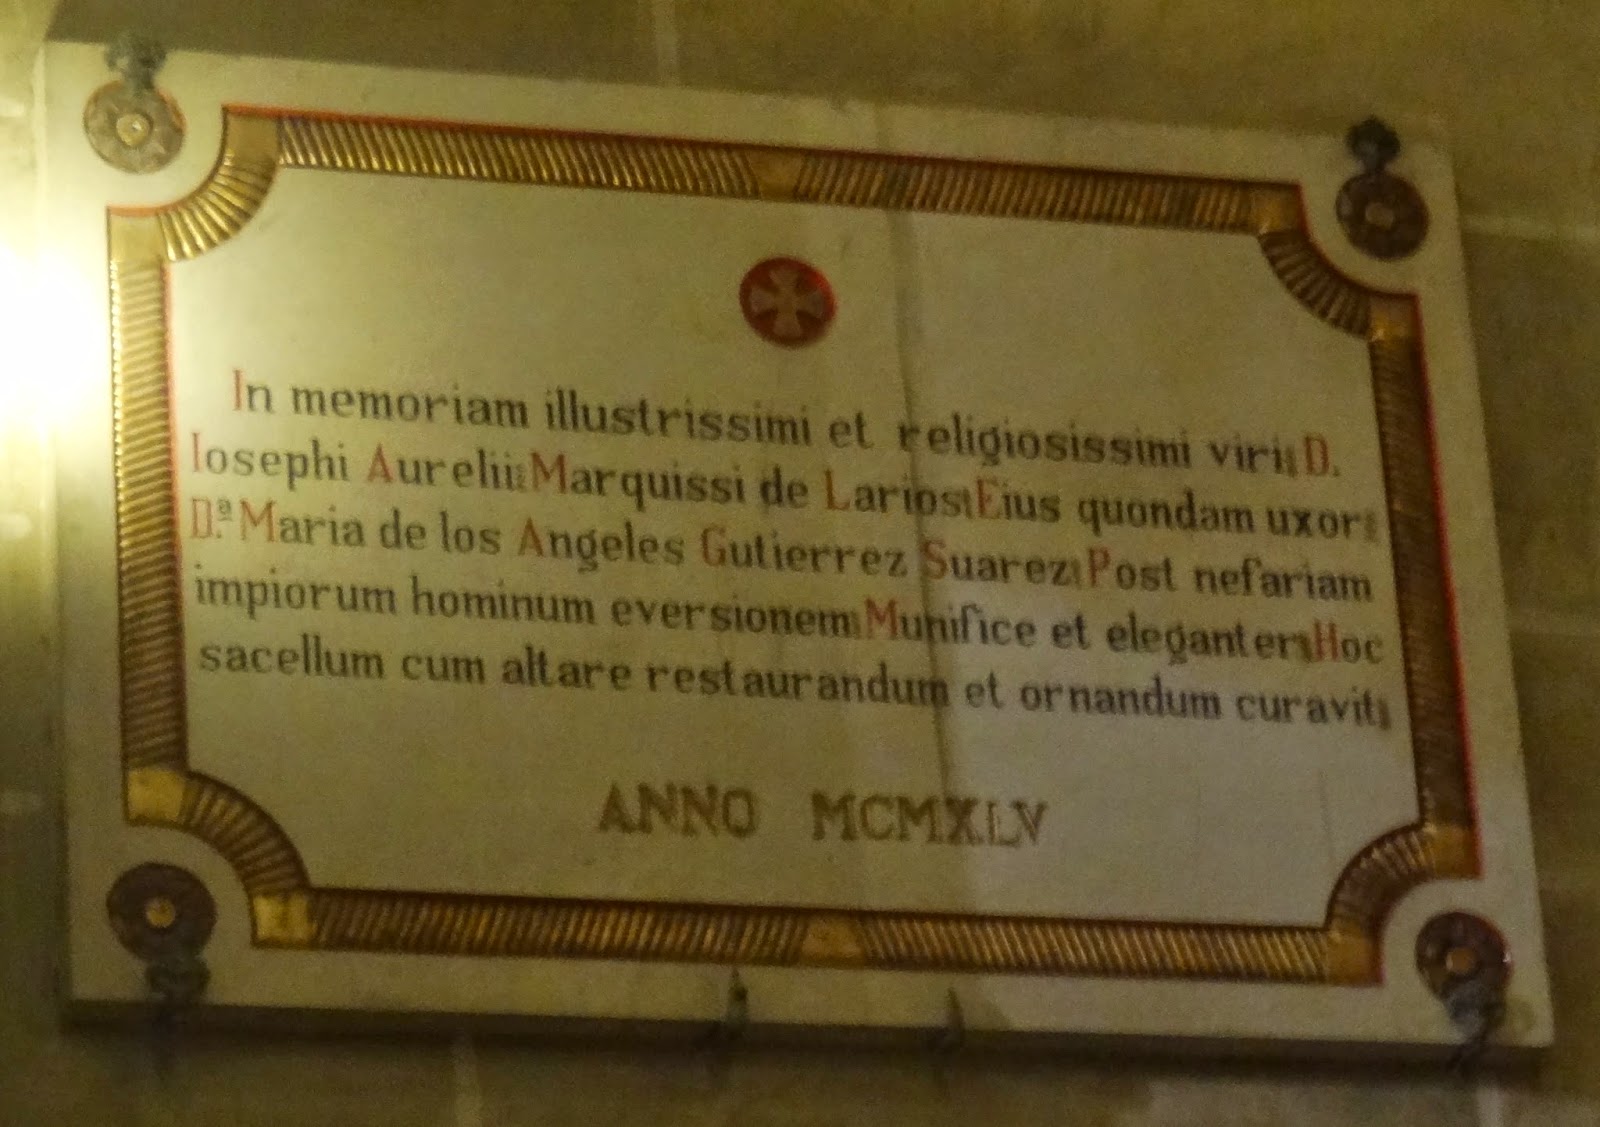 In memoriam illustrissimi et religiosissimi viri D.
Iosephi Aurelii Marquissi de Larios Eius quondam uxor
D.ª Maria de los Angeles Gutierrez Suarez Post nefariam
impiorum hominum eversionem Munifice et eleganter Hoc
sacellum cum altare restaurandum et ornandum curavit
ANNO MCMXLV